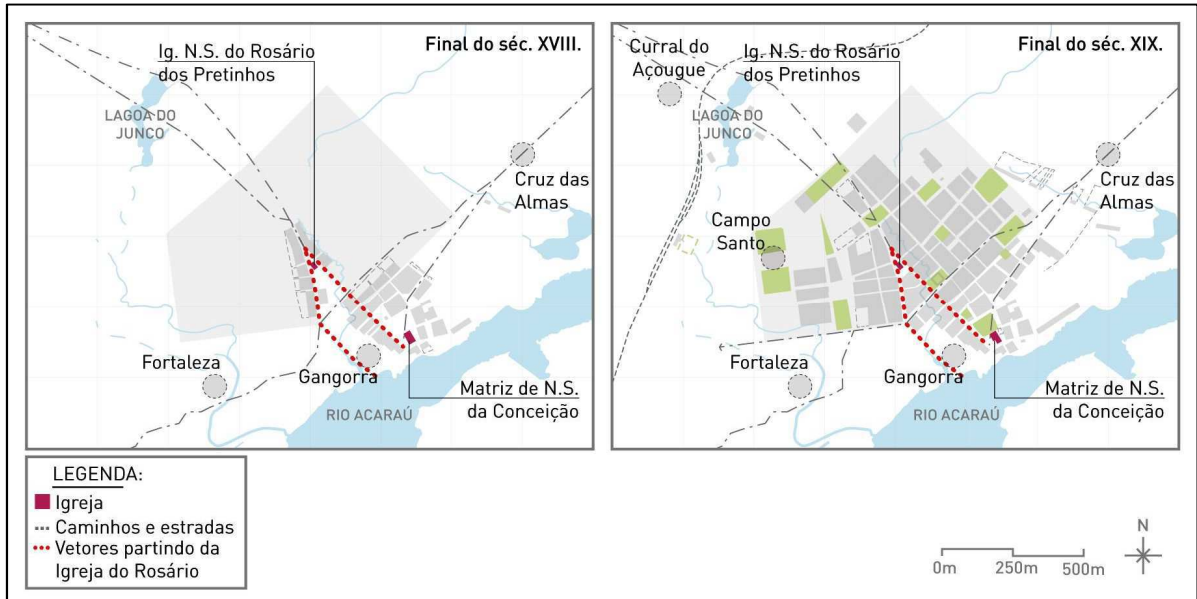 Final do séc. XVIII.
Ig. N.S. do Rosário
dos Pretinhos
LAGOA DO
JUNCO
Cruz das
Almas
Fortaleza
Gangorra
Matriz de N.S.
da Conceição
RIO ACARAÚ
Final do séc. XIX.
Curral do
Açougue
Ig. N.S. do Rosário
dos Pretinhos
LAGOA DO
JUNCO
Cruz das
Almas
Campo
Santo
Fortaleza
Gangorra
Matriz de N.S.
da Conceição
RIO ACARAÚ
LEGENDA:
Igreja
Caminhos e estradas
Vetores partindo da
Igreja do Rosário
N
0m 250m 500m